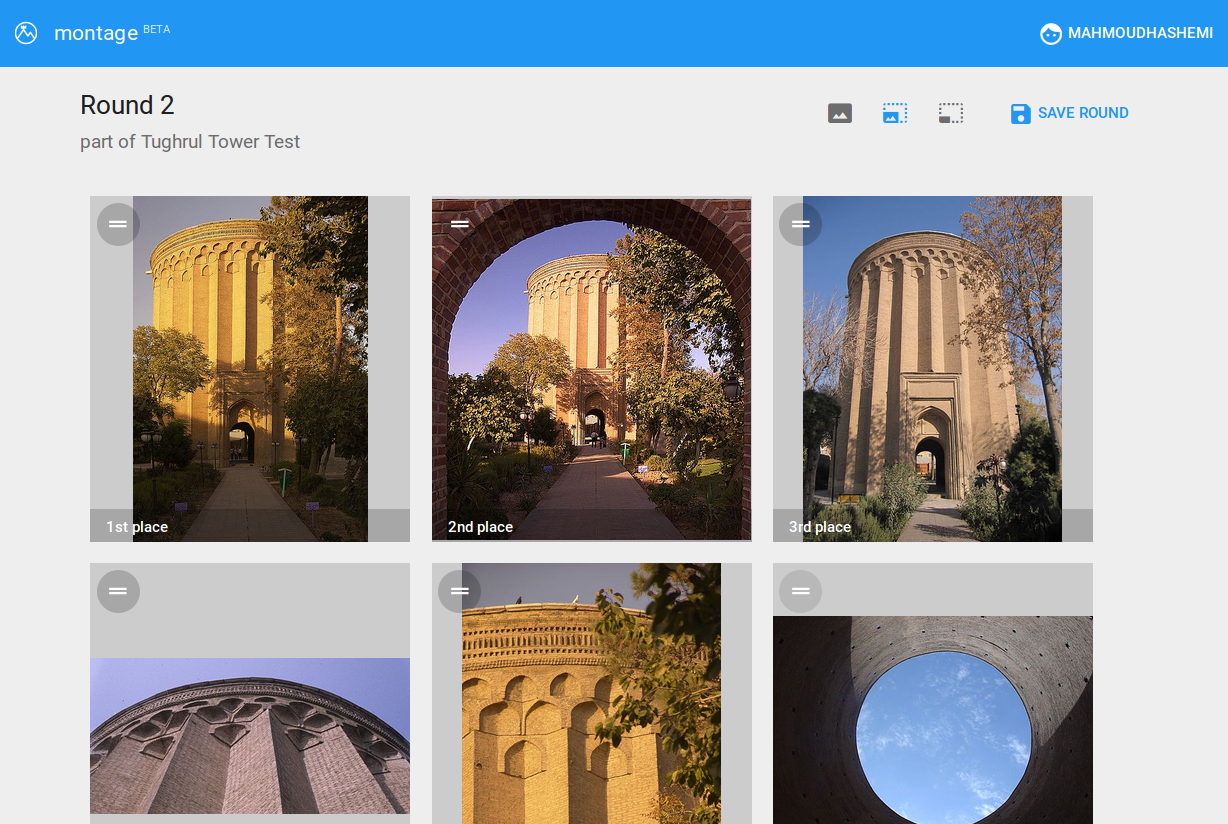 montage BETA
MAHMOUDHASHEMI
Round 2
part of Tughrul Tower Test
SAVE ROUND
1st place
2nd place
3rd place